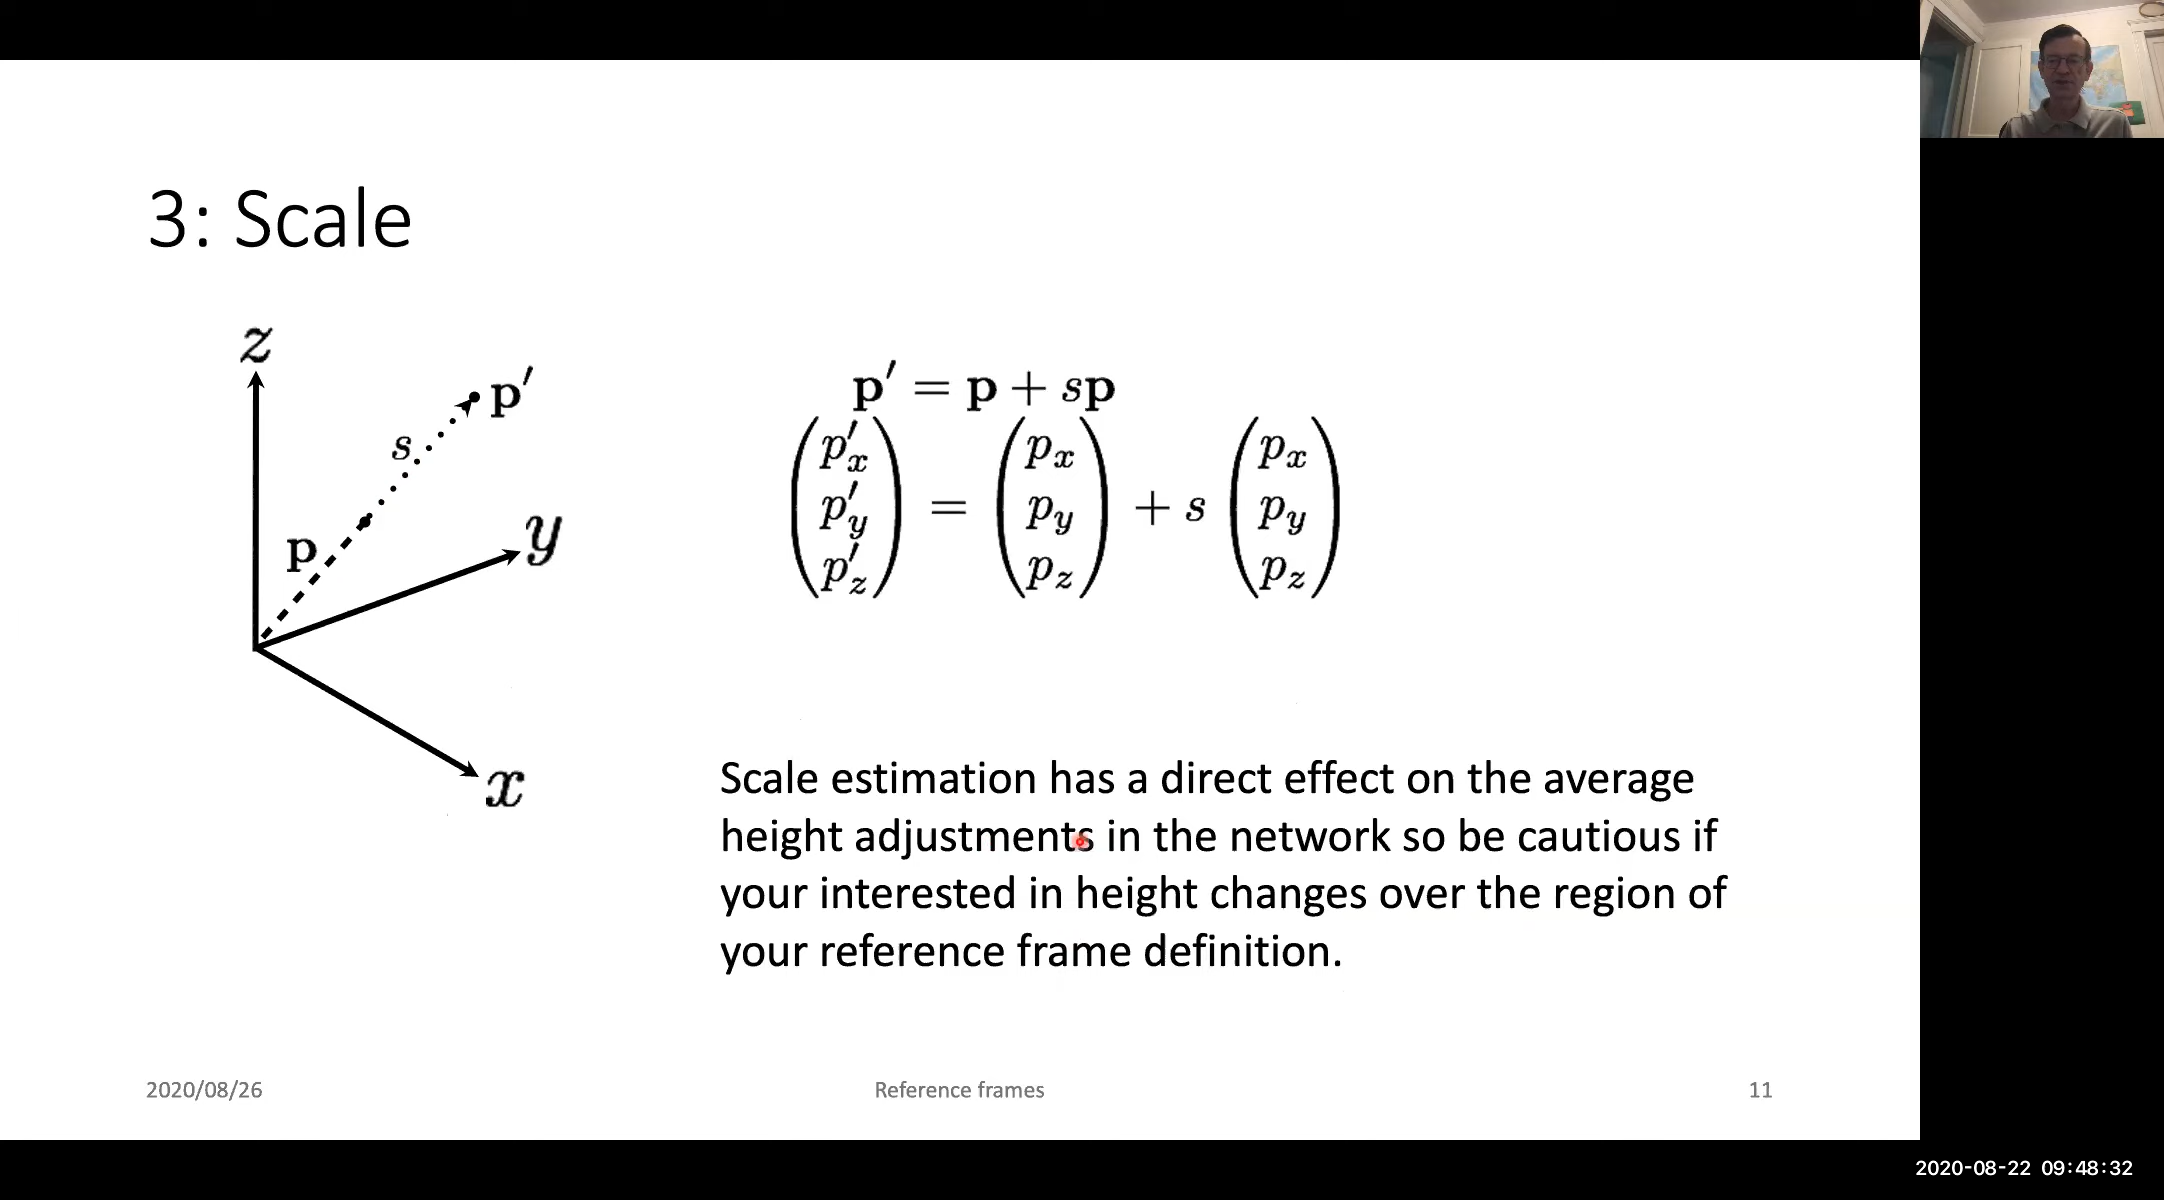 3: Scale
z
p′
s
p
y
x
p′ = p + sp
(p′x p′y p′z) = (px py pz) + s (px py pz)
Scale estimation has a direct effect on the average
height adjustments in the network so be cautious if
your interested in height changes over the region of
your reference frame definition.
2020/08/26
Reference frames
11
2020-08-22 09:48:32